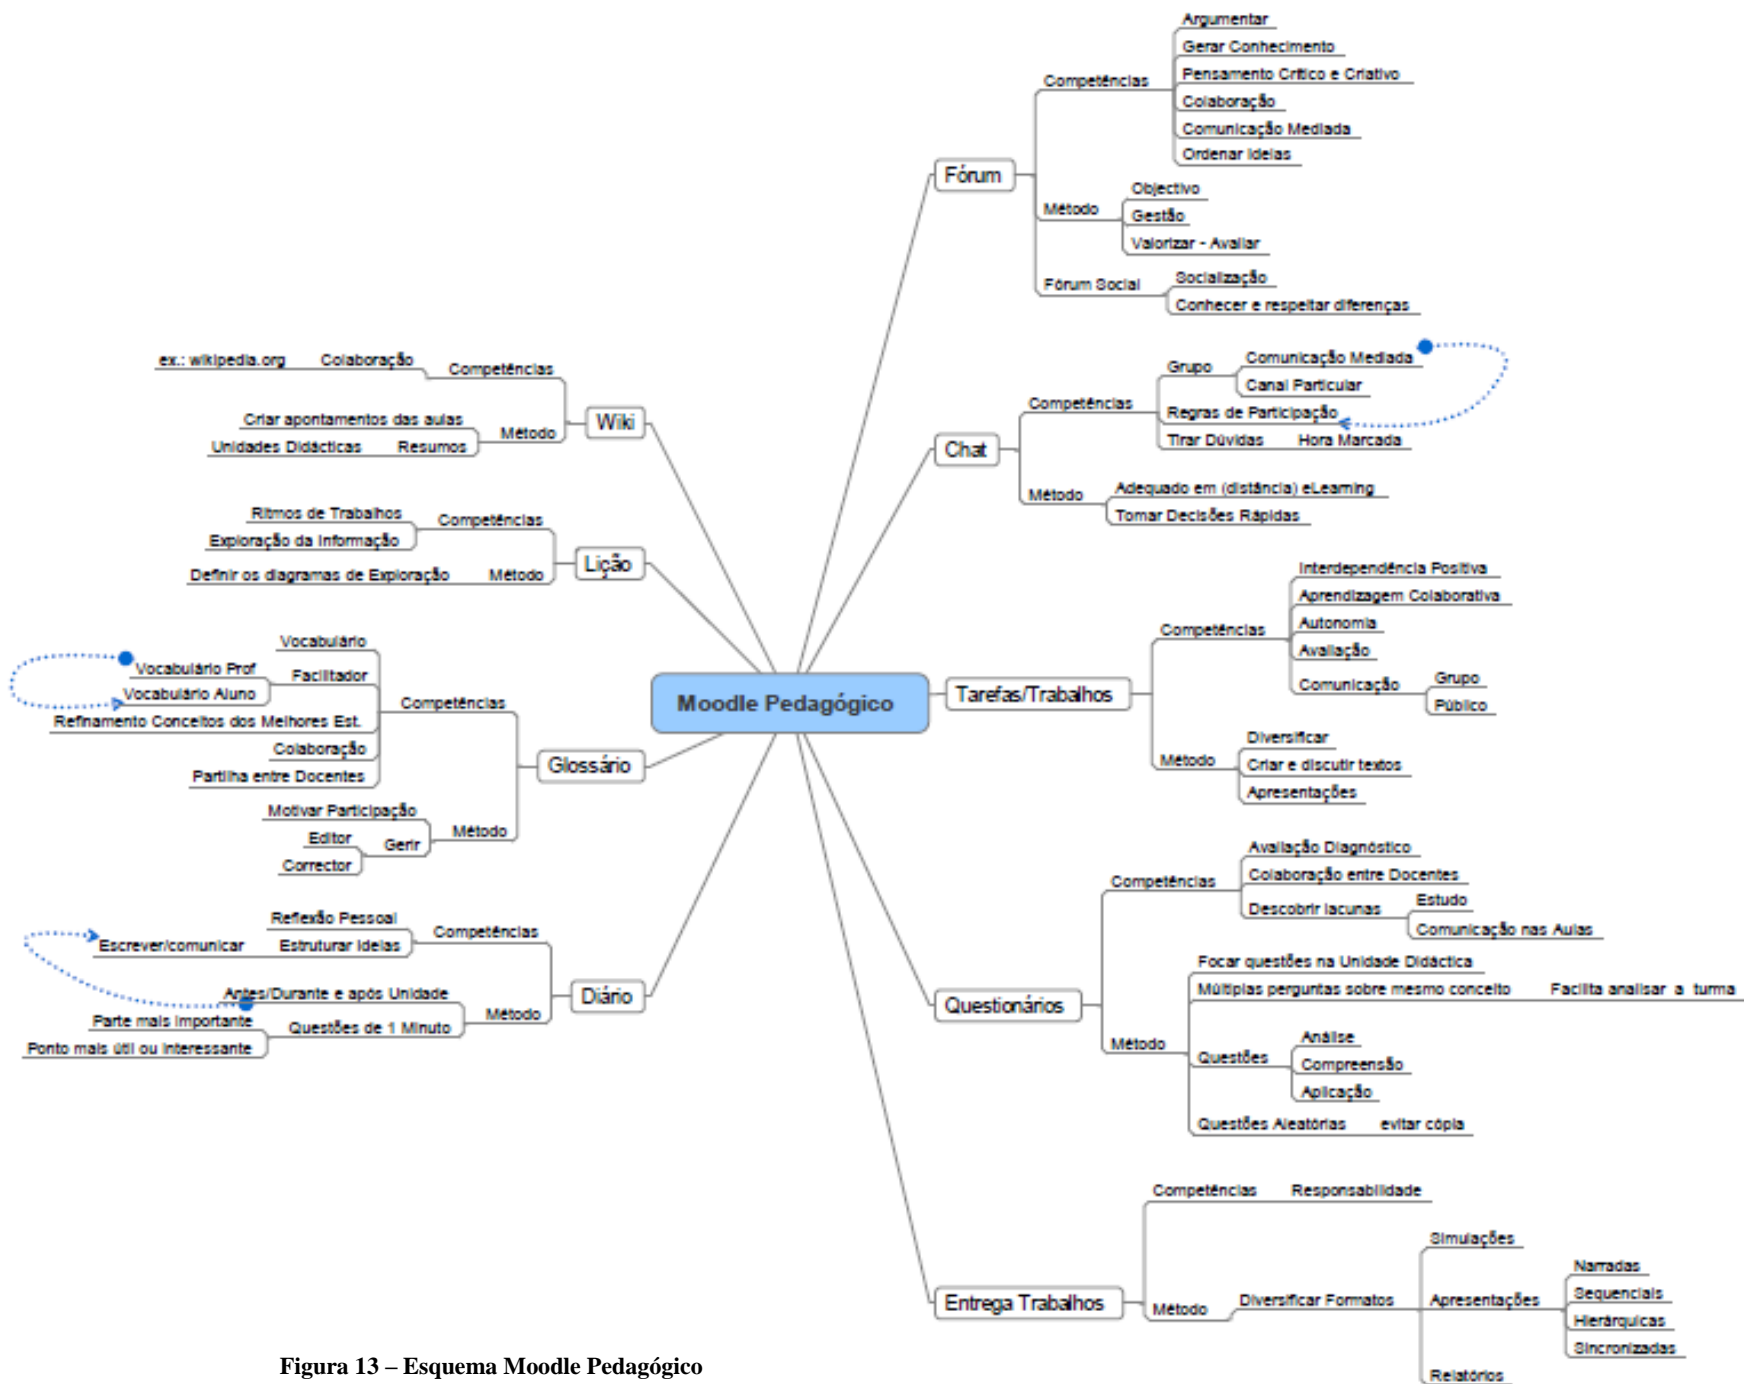 Moodle Pedagógico
Fórum
Competências
Argumentar
Gerar Conhecimento
Pensamento Crítico e Criativo
Colaboração
Comunicação Mediada
Ordenar Ideias
Método
Objectivo
Gestão
Valorizar - Avaliar
Fórum Social
Socialização
Conhecer e respeitar diferenças
Chat
Competências
Grupo
Comunicação Mediada
Canal Particular
Regras de Participação
Tirar Dúvidas Hora Marcada
Método
Adequado em (distância) eLearning
Tomar Decisões Rápidas
Tarefas/Trabalhos
Competências
Interdependência Positiva
Aprendizagem Colaborativa
Autonomia
Avaliação
Comunicação
Grupo
Público
Método
Diversificar
Criar e discutir textos
Apresentações
Questionários
Competências
Avaliação Diagnóstico
Colaboração entre Docentes
Descobrir lacunas
Estudo
Comunicação nas Aulas
Método
Focar questões na Unidade Didáctica
Múltiplas perguntas sobre mesmo conceito Facilita analisar a turma
Questões
Análise
Compreensão
Aplicação
Questões Aleatórias evitar cópia
Entrega Trabalhos
Competências Responsabilidade
Método
Diversificar Formatos
Simulações
Apresentações
Narradas
Sequenciais
Hierárquicas
Sincronizadas
Relatórios
Wiki
Competências
ex.: wikipedia.org Colaboração
Método
Criar apontamentos das aulas
Unidades Didácticas Resumos
Lição
Competências
Ritmos de Trabalhos
Exploração da Informação
Definir os diagramas de Exploração Método
Glossário
Competências
Vocabulário
Facilitador
Vocabulário Prof
Vocabulário Aluno
Refinamento Conceitos dos Melhores Est.
Colaboração
Partilha entre Docentes
Método
Motivar Participação
Gerir
Editor
Corrector
Diário
Competências
Reflexão Pessoal
Escrever/comunicar Estruturar Ideias
Método
Antes/Durante e após Unidade
Questões de 1 Minuto
Parte mais importante
Ponto mais útil ou interessante
Figura 13 – Esquema Moodle Pedagógico